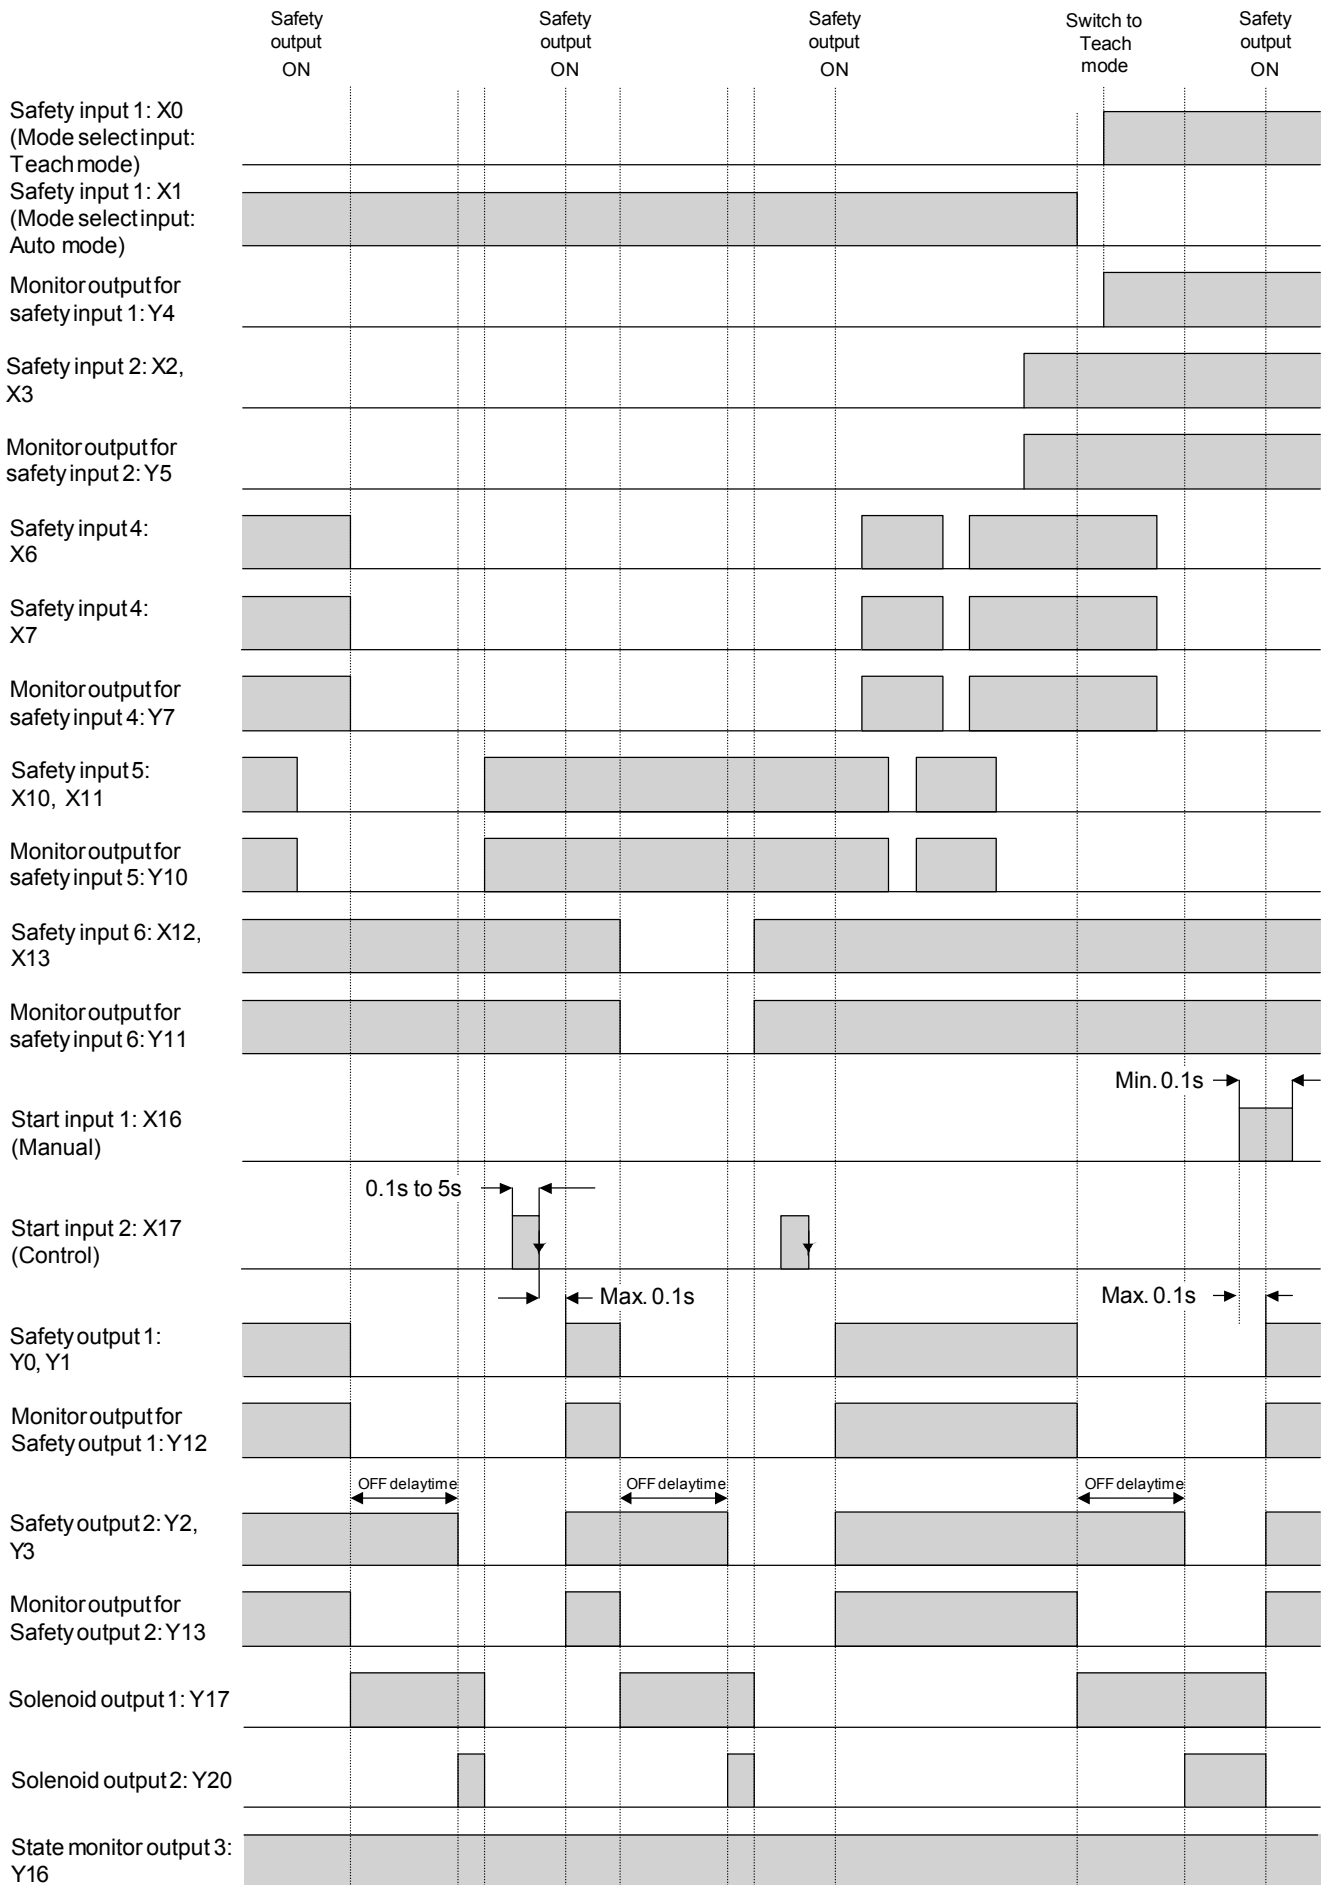 Safety
output
ON
Safety
output
ON
Safety
output
ON
Switch to
Teach
mode
Safety
output
ON
Safety input 1: X0
(Mode select input:
Teach mode)
Safety input 1: X1
(Mode select input:
Auto mode)
Monitor output for
safety input 1: Y4
Safety input 2: X2,
X3
Monitor output for
safety input 2: Y5
Safety input 4:
X6
Safety input 4:
X7
Monitor output for
safety input 4: Y7
Safety input 5:
X10, X11
Monitor output for
safety input 5: Y10
Safety input 6: X12,
X13
Monitor output for
safety input 6: Y11
Min. 0.1s
Start input 1: X16
(Manual)
0.1s to 5s
Start input 2: X17
(Control)
Max. 0.1s
Max. 0.1s
Safety output 1:
Y0, Y1
Monitor output for
Safety output 1: Y12
OFF delaytime
OFF delaytime
OFF delaytime
Safety output 2: Y2,
Y3
Monitor output for
Safety output 2: Y13
Solenoid output 1: Y17
Solenoid output 2: Y20
State monitor output 3:
Y16